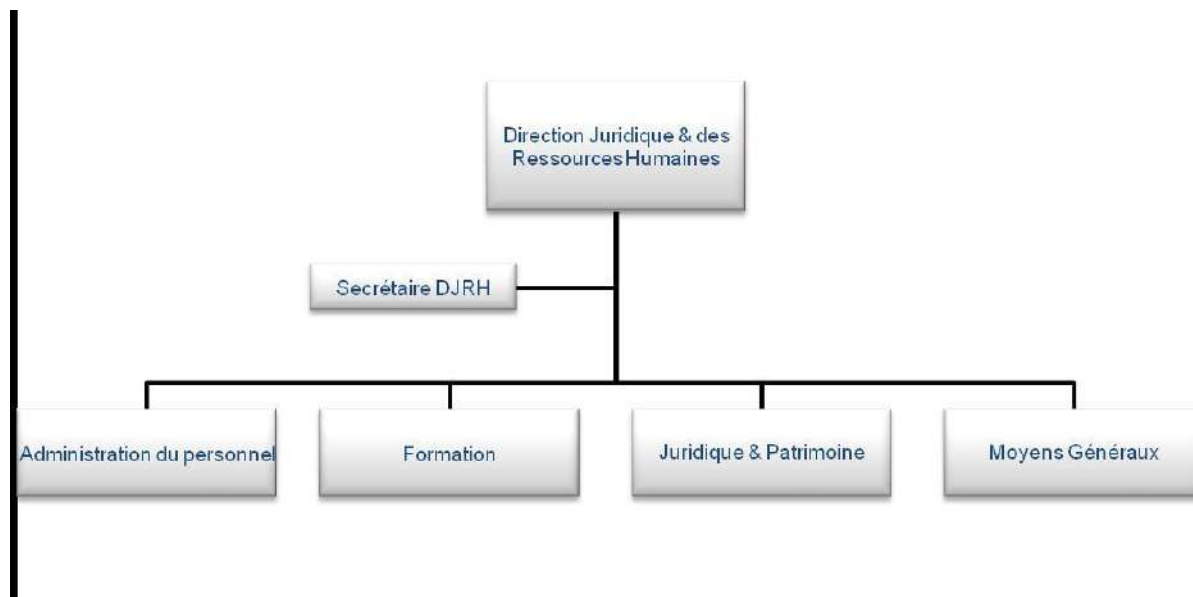 Direction Juridique & des
Ressources Humaines
Secrétaire DJRH
Administration du personnel
Formation
Juridique & Patrimoine
Moyens Généraux